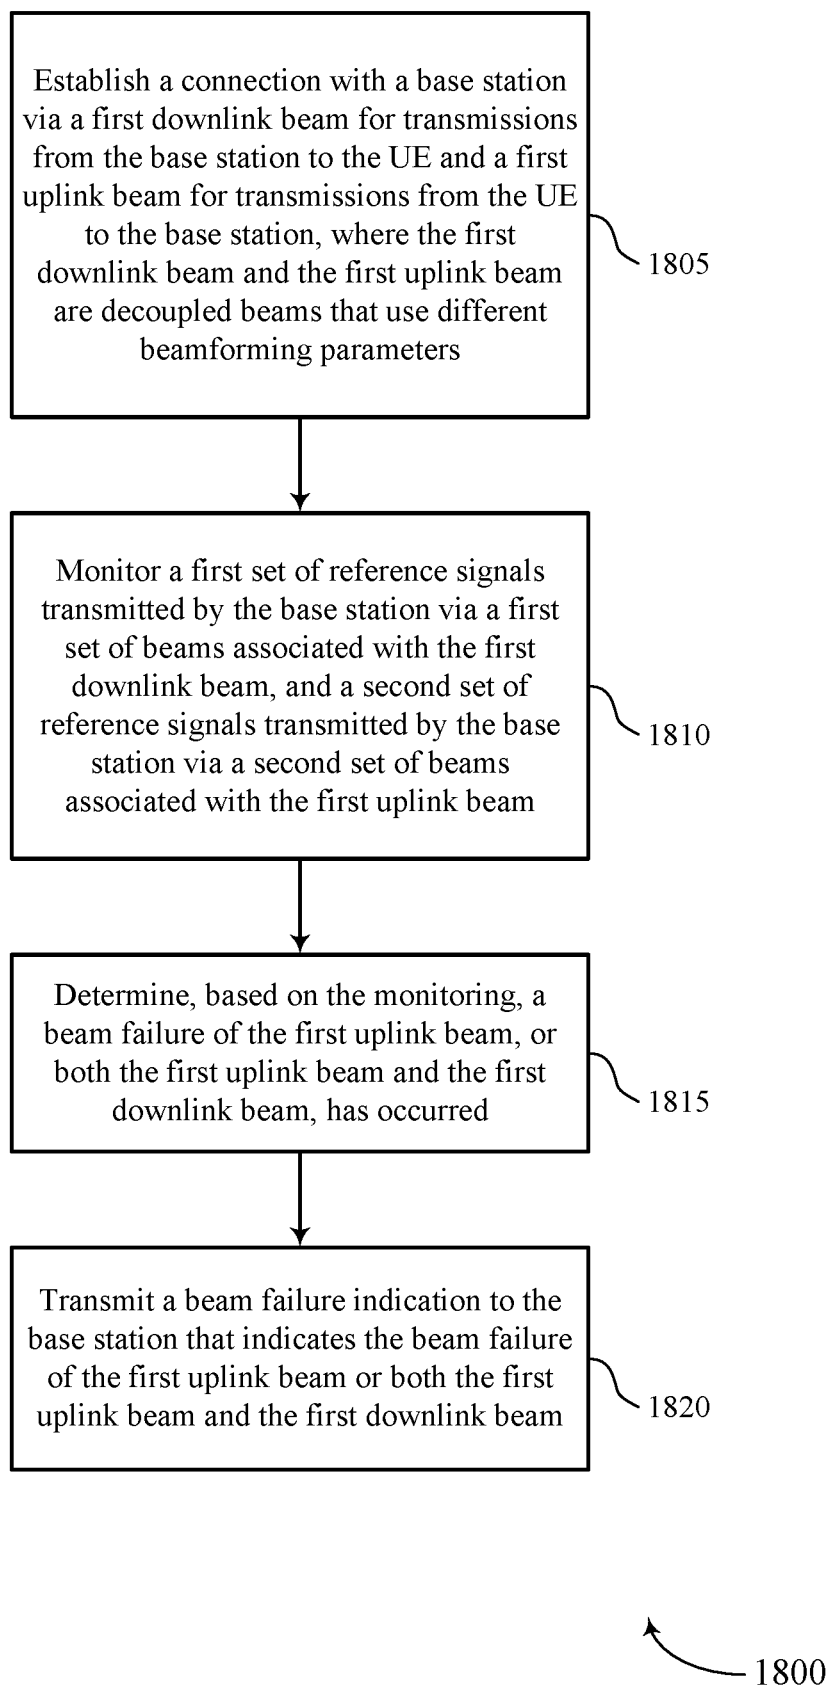 Establish a connection with a base station
via a first downlink beam for transmissions
from the base station to the UE and a first
uplink beam for transmissions from the UE
to the base station, where the first
downlink beam and the first uplink beam
are decoupled beams that use different
beamforming parameters
1805
Monitor a first set of reference signals
transmitted by the base station via a first
set of beams associated with the first
downlink beam, and a second set of
reference signals transmitted by the base
station via a second set of beams
associated with the first uplink beam
1810
Determine, based on the monitoring, a
beam failure of the first uplink beam, or
both the first uplink beam and the first
downlink beam, has occurred
1815
Transmit a beam failure indication to the
base station that indicates the beam failure
of the first uplink beam or both the first
uplink beam and the first downlink beam
1820
1800